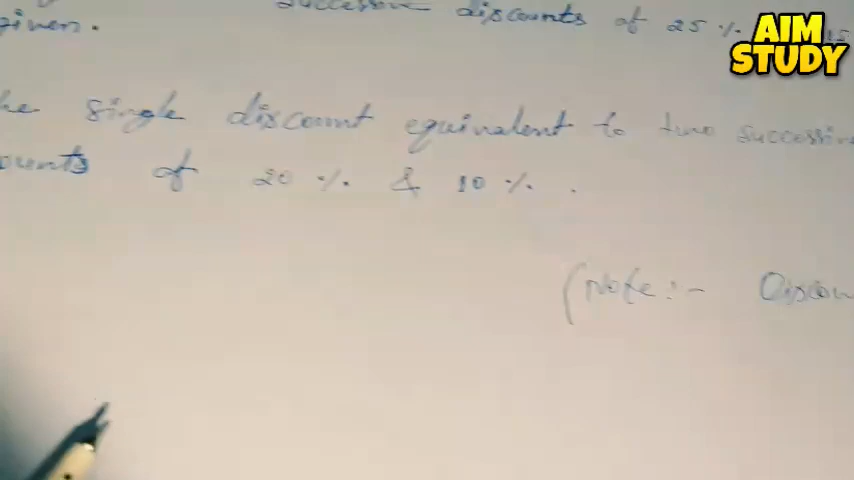 successive discounts of 25 %
given.
AIM STUDY
he single discount equivalent to two successive
ounts of 20 % & 10 % .
(Note :- Discou